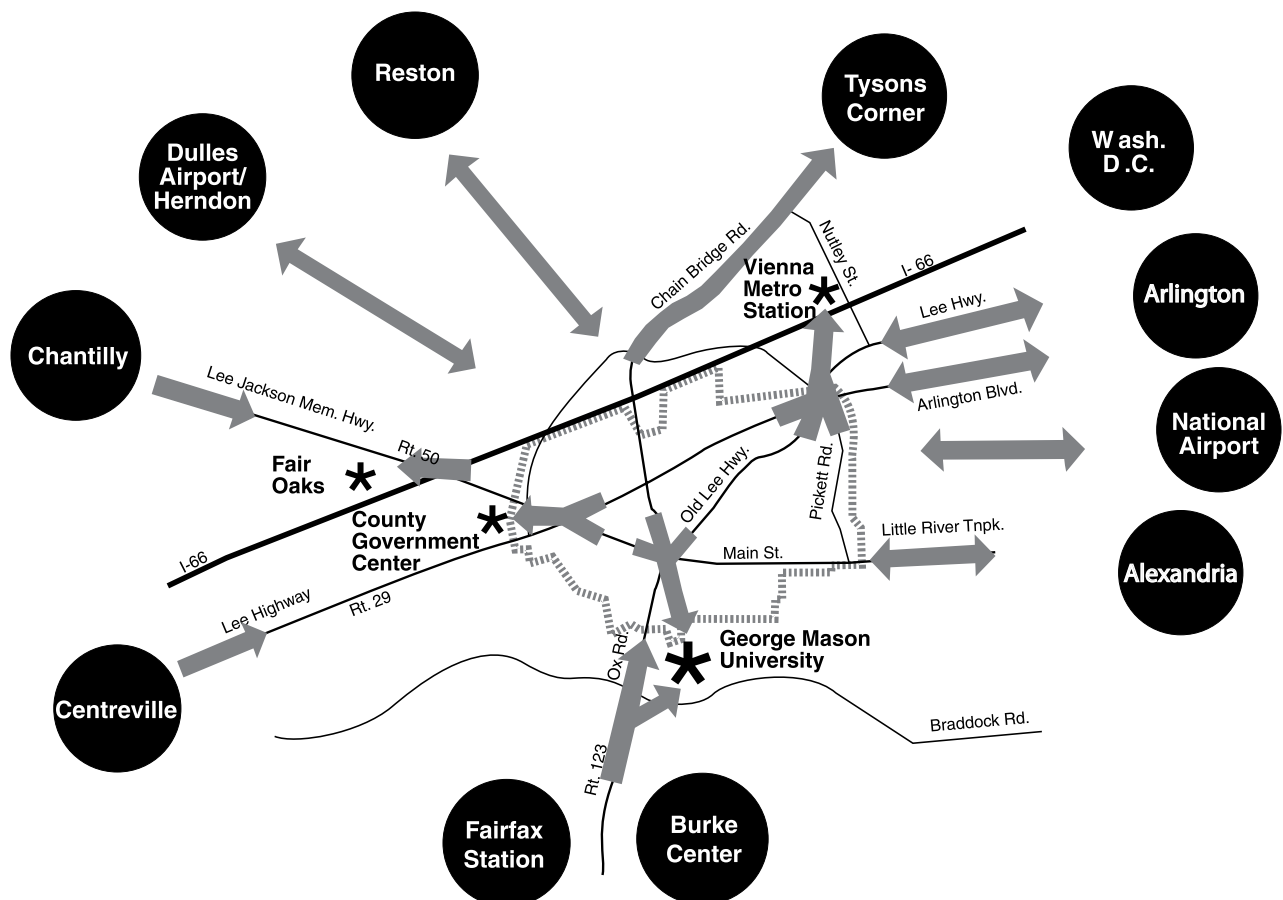 Reston
Tysons
Corner
Wash.
D.C.
Dulles
Airport/
Herndon
Nutley St.
Chain Bridge Rd.
I- 66
Vienna
Metro
Station
Lee Hwy.
Arlington
Chantilly
Lee Jackson Mem. Hwy.
Arlington Blvd.
National
Airport
Rt. 50
Fair
Oaks
Old Lee Hwy.
Pickett Rd.
County
Government
Center
Little River Tnpk.
Main St.
I-66
Alexandria
Lee Highway
Rt. 29
Ox Rd.
George Mason
University
Centreville
Braddock Rd.
Rt. 123
Fairfax
Station
Burke
Center